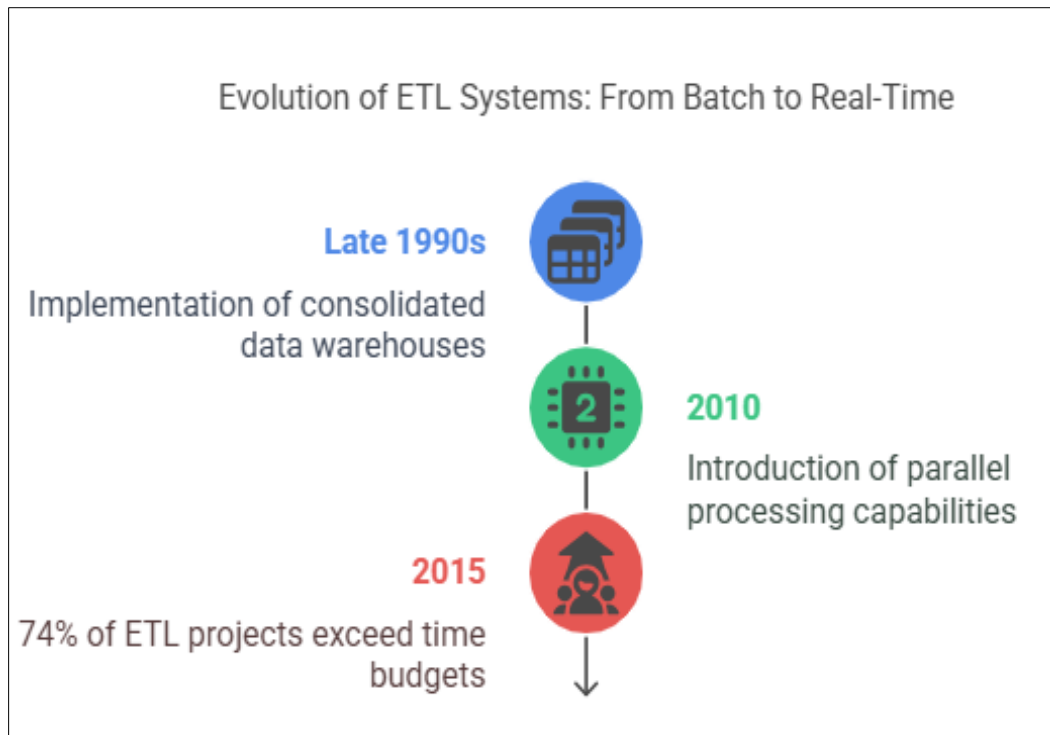 Evolution of ETL Systems: From Batch to Real-Time
Late 1990s
Implementation of consolidated
data warehouses
2
2010
Introduction of parallel
processing capabilities
2015
74% of ETL projects exceed time
budgets